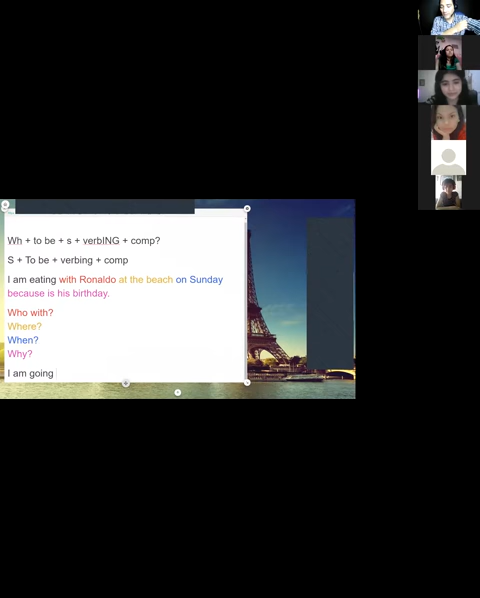 Wh + to be + s + verbING + comp?
S + To be + verbing + comp
I am eating with Ronaldo at the beach on Sunday
because is his birthday.
Who with?
Where?
When?
Why?
I am going